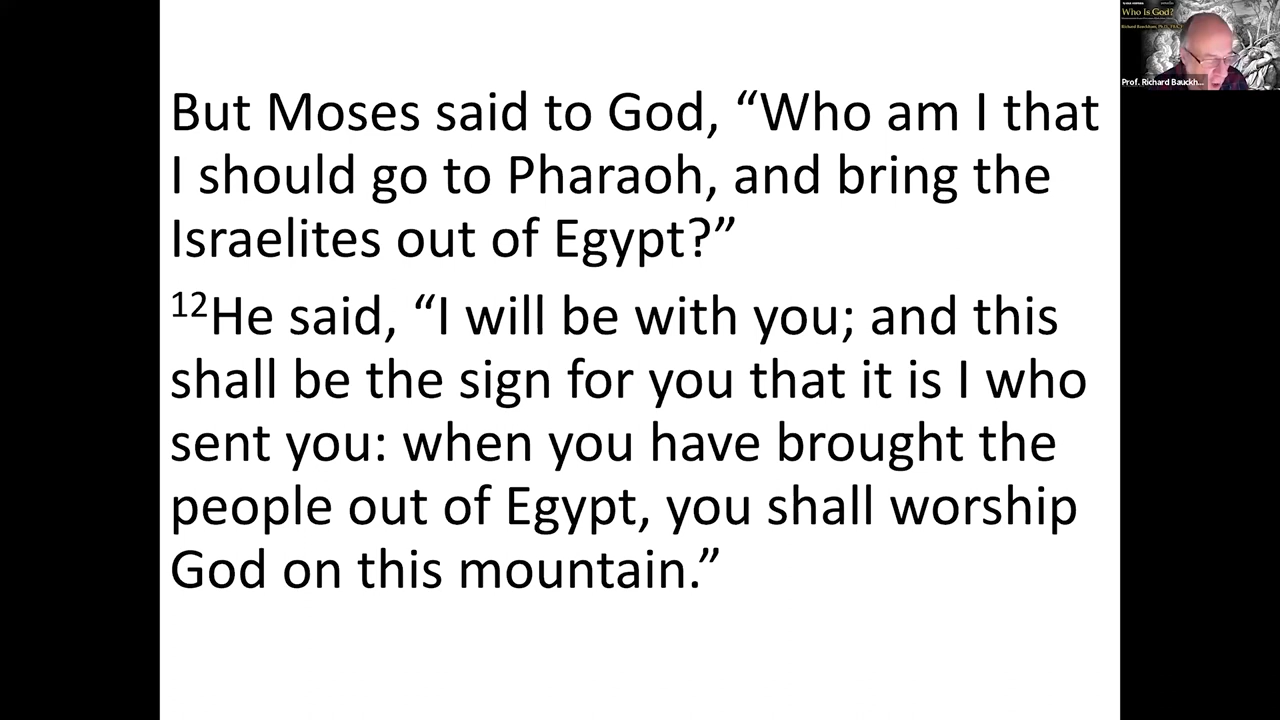 But Moses said to God, “Who am I that
I should go to Pharaoh, and bring the
Israelites out of Egypt?”
¹²He said, “I will be with you; and this
shall be the sign for you that it is I who
sent you: when you have brought the
people out of Egypt, you shall worship
God on this mountain.”
Who Is God?
Prof. Richard Bauckh...